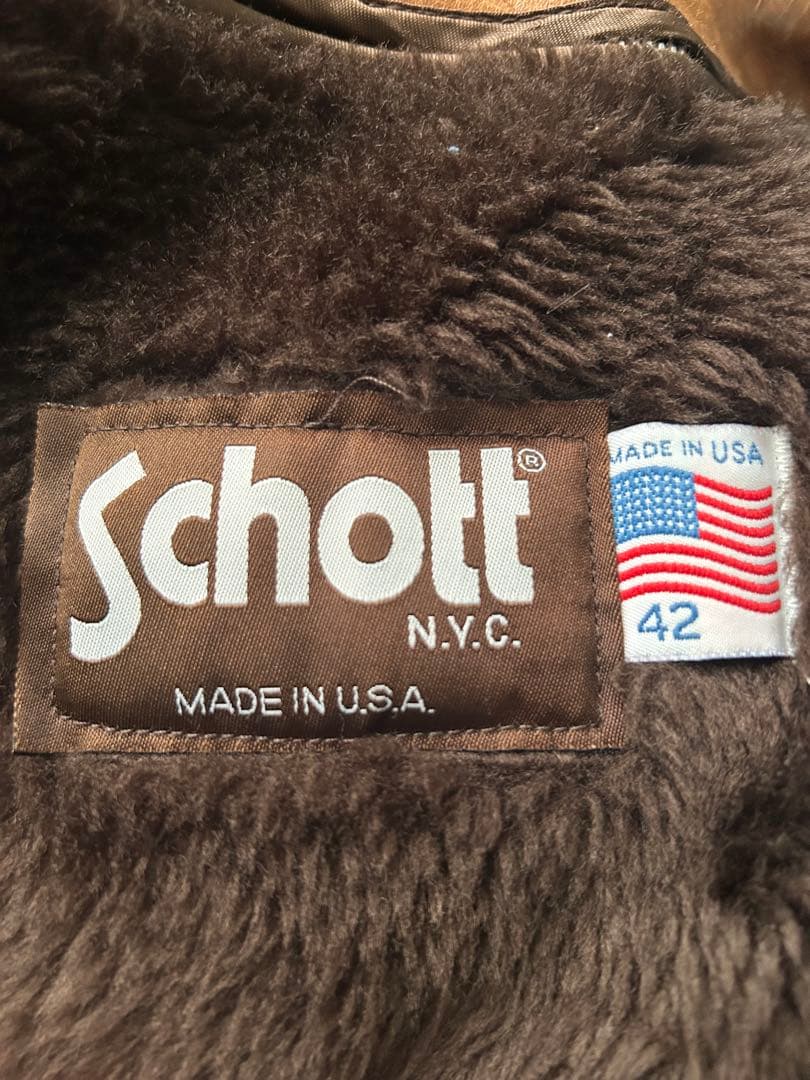 Schott®
N.Y.C.
MADE IN U.S.A.
MADE IN USA
42